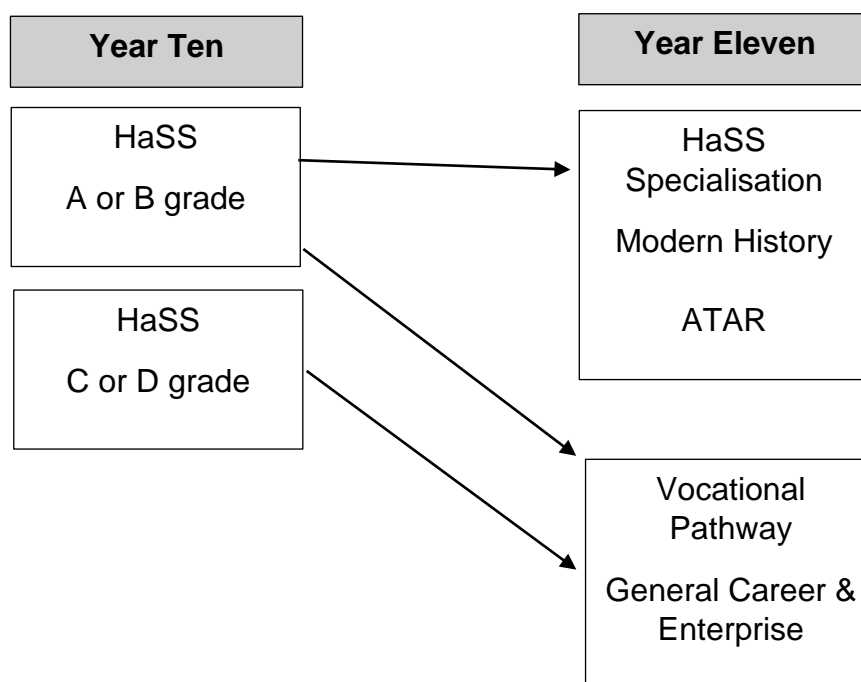 Year Ten
HaSS
A or B grade
HaSS
C or D grade
Year Eleven
HaSS
Specialisation
Modern History
ATAR
Vocational
Pathway
General Career &
Enterprise